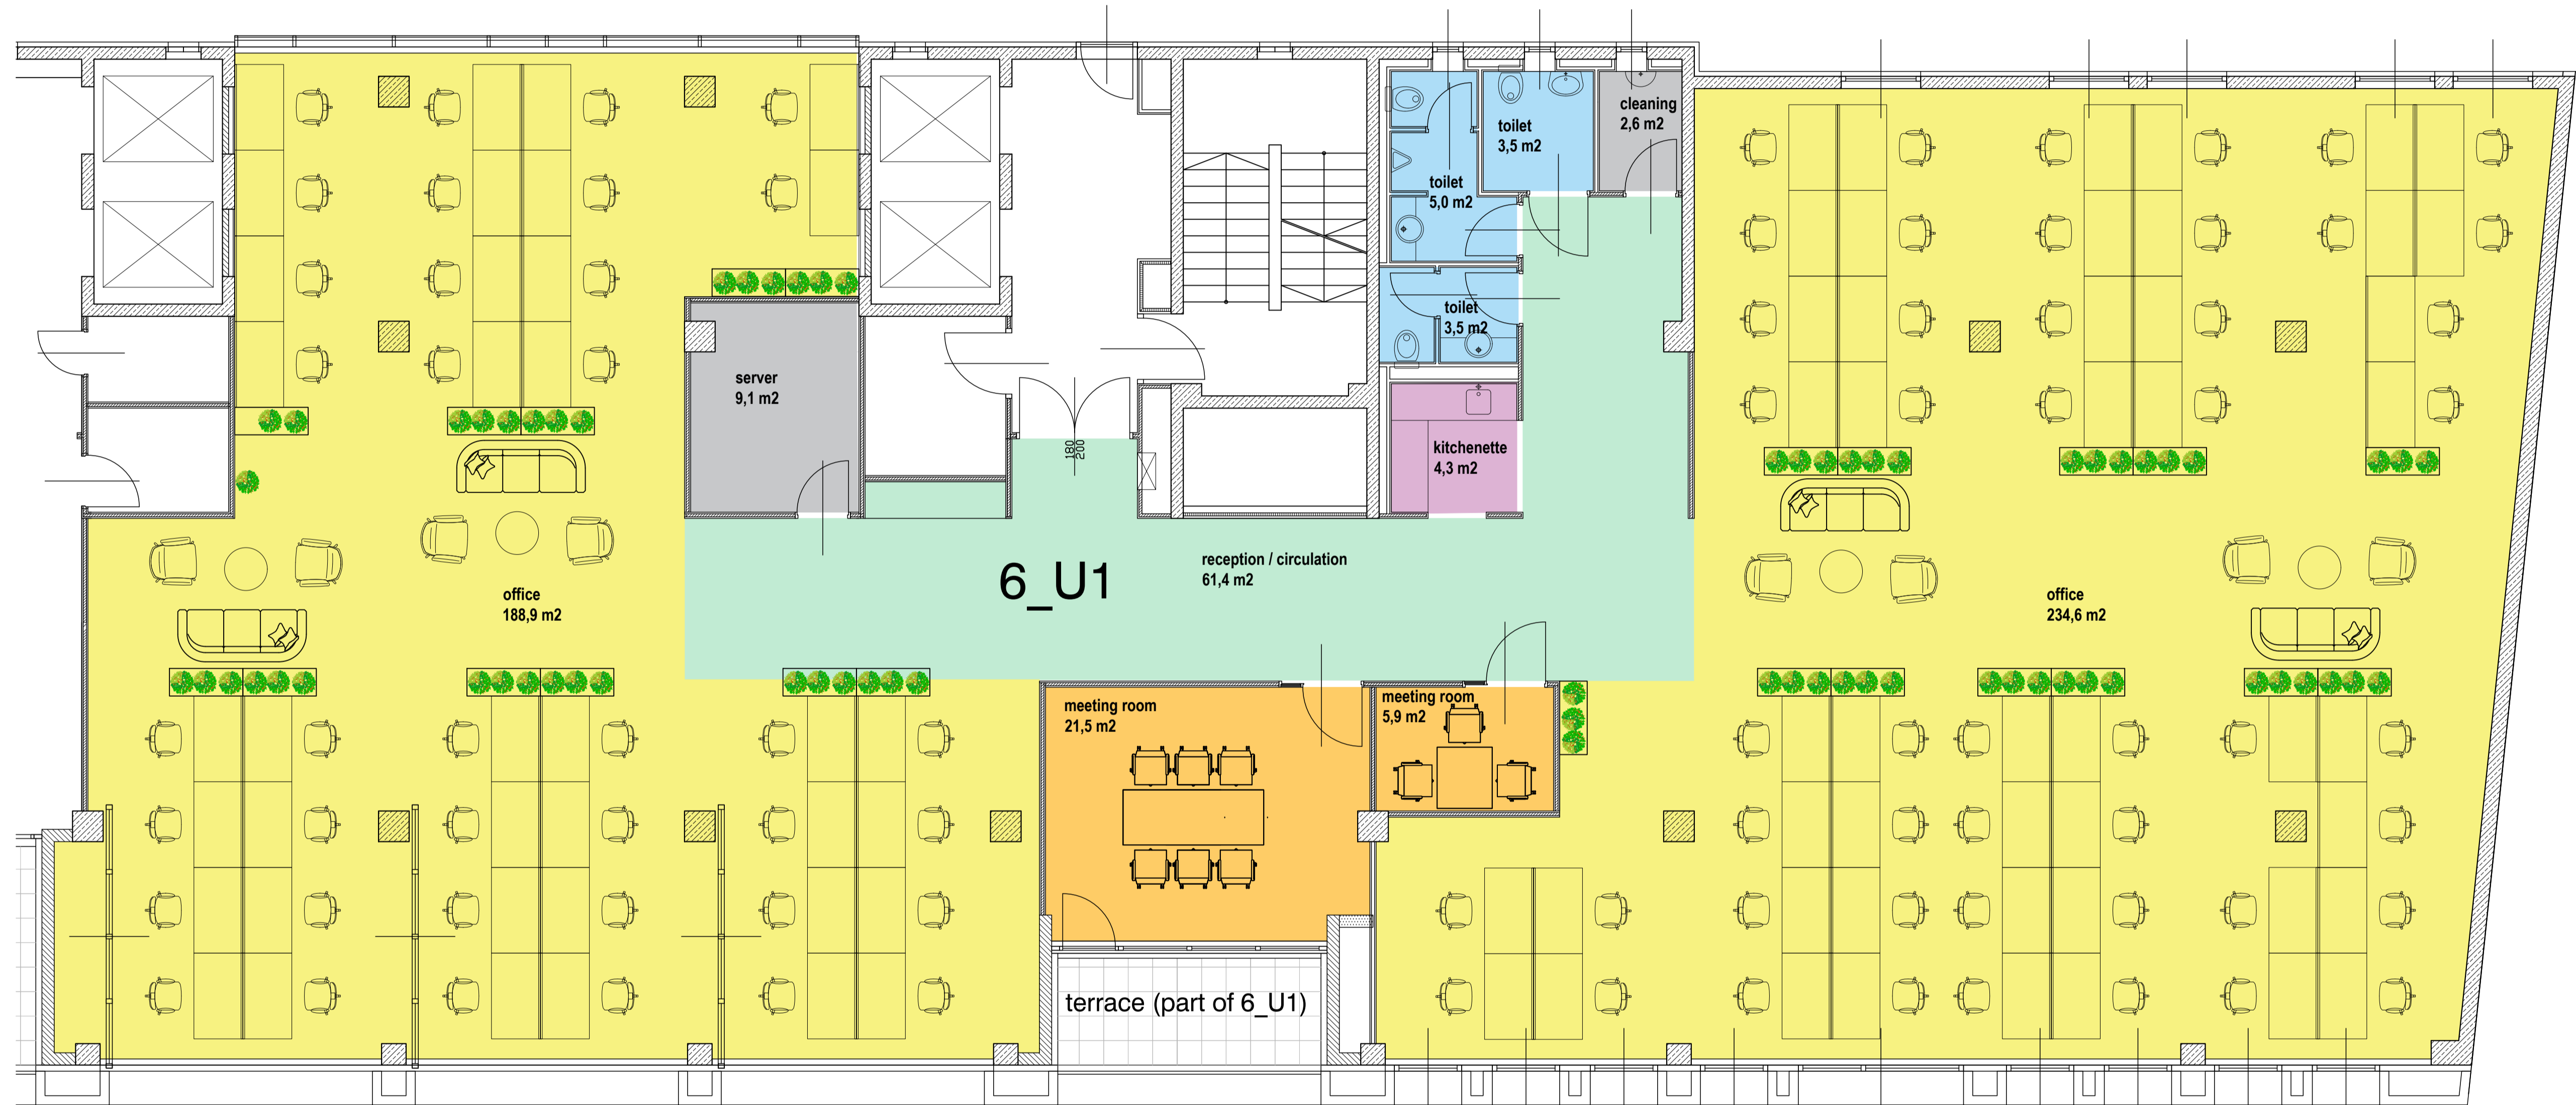 cleaning
2,6 m2
toilet
3,5 m2
toilet
5,0 m2
toilet
3,5 m2
server
9,1 m2
180
200
kitchenette
4,3 m2
reception / circulation
61,4 m2
6_U1
office
188,9 m2
office
234,6 m2
meeting room
21,5 m2
meeting room
5,9 m2
terrace (part of 6_U1)